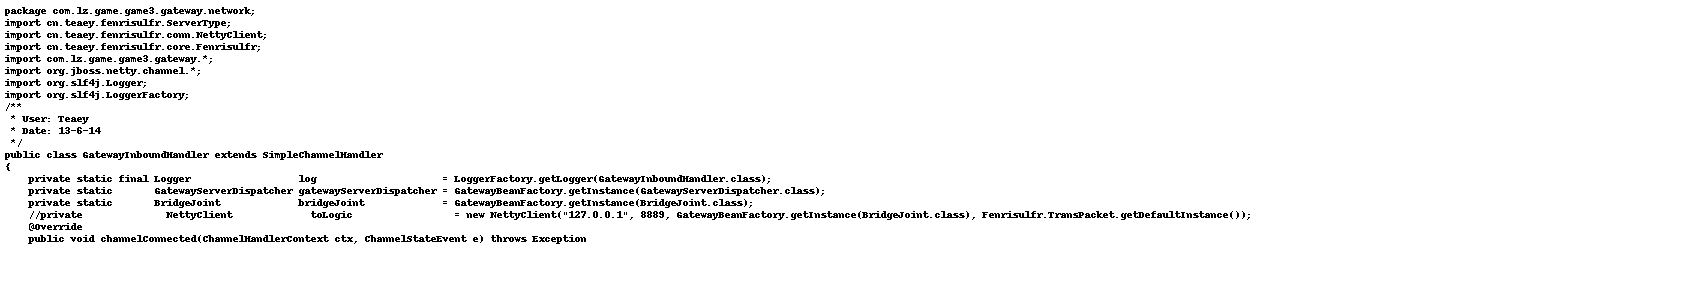 package com.lz.game.game3.gateway.network;
import cn.teaey.fenrisulfr.ServerType;
import cn.teaey.fenrisulfr.conn.NettyClient;
import cn.teaey.fenrisulfr.core.Fenrisulfr;
import com.lz.game.game3.gateway.*;
import org.jboss.netty.channel.*;
import org.slf4j.Logger;
import org.slf4j.LoggerFactory;
/**
 * User: Teaey
 * Date: 13-6-14
 */
public class GatewayInboundHandler extends SimpleChannelHandler
{
    private static final Logger                  log                     = LoggerFactory.getLogger(GatewayInboundHandler.class);
    private static       GatewayServerDispatcher gatewayServerDispatcher = GatewayBeanFactory.getInstance(GatewayServerDispatcher.class);
    private static       BridgeJoint             bridgeJoint             = GatewayBeanFactory.getInstance(BridgeJoint.class);
    //private              NettyClient             toLogic                 = new NettyClient("127.0.0.1", 8889, GatewayBeanFactory.getInstance(BridgeJoint.class), Fenrisulfr.TransPacket.getDefaultInstance());
    @Override
    public void channelConnected(ChannelHandlerContext ctx, ChannelStateEvent e) throws Exception